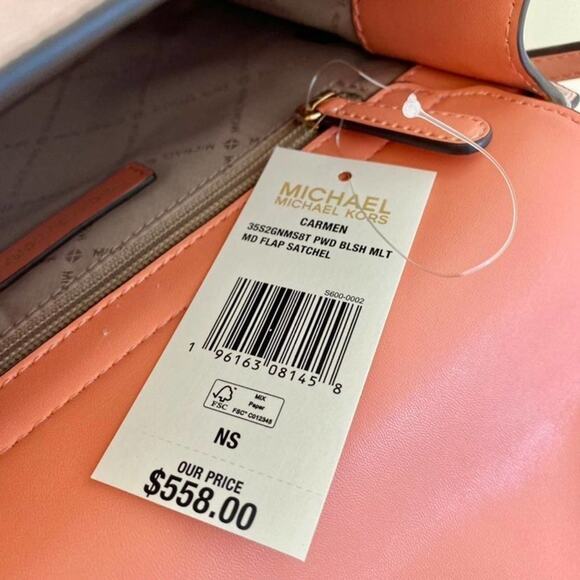 MICHAEL
MICHAEL KORS
CARMEN
35S2GNMS8T PWD BLSH MLT
MD FLAP SATCHEL
S600-0002
1 96163 08145 8
FSC
MIX
Paper
FSC® C012345
NS
OUR PRICE
$558.00